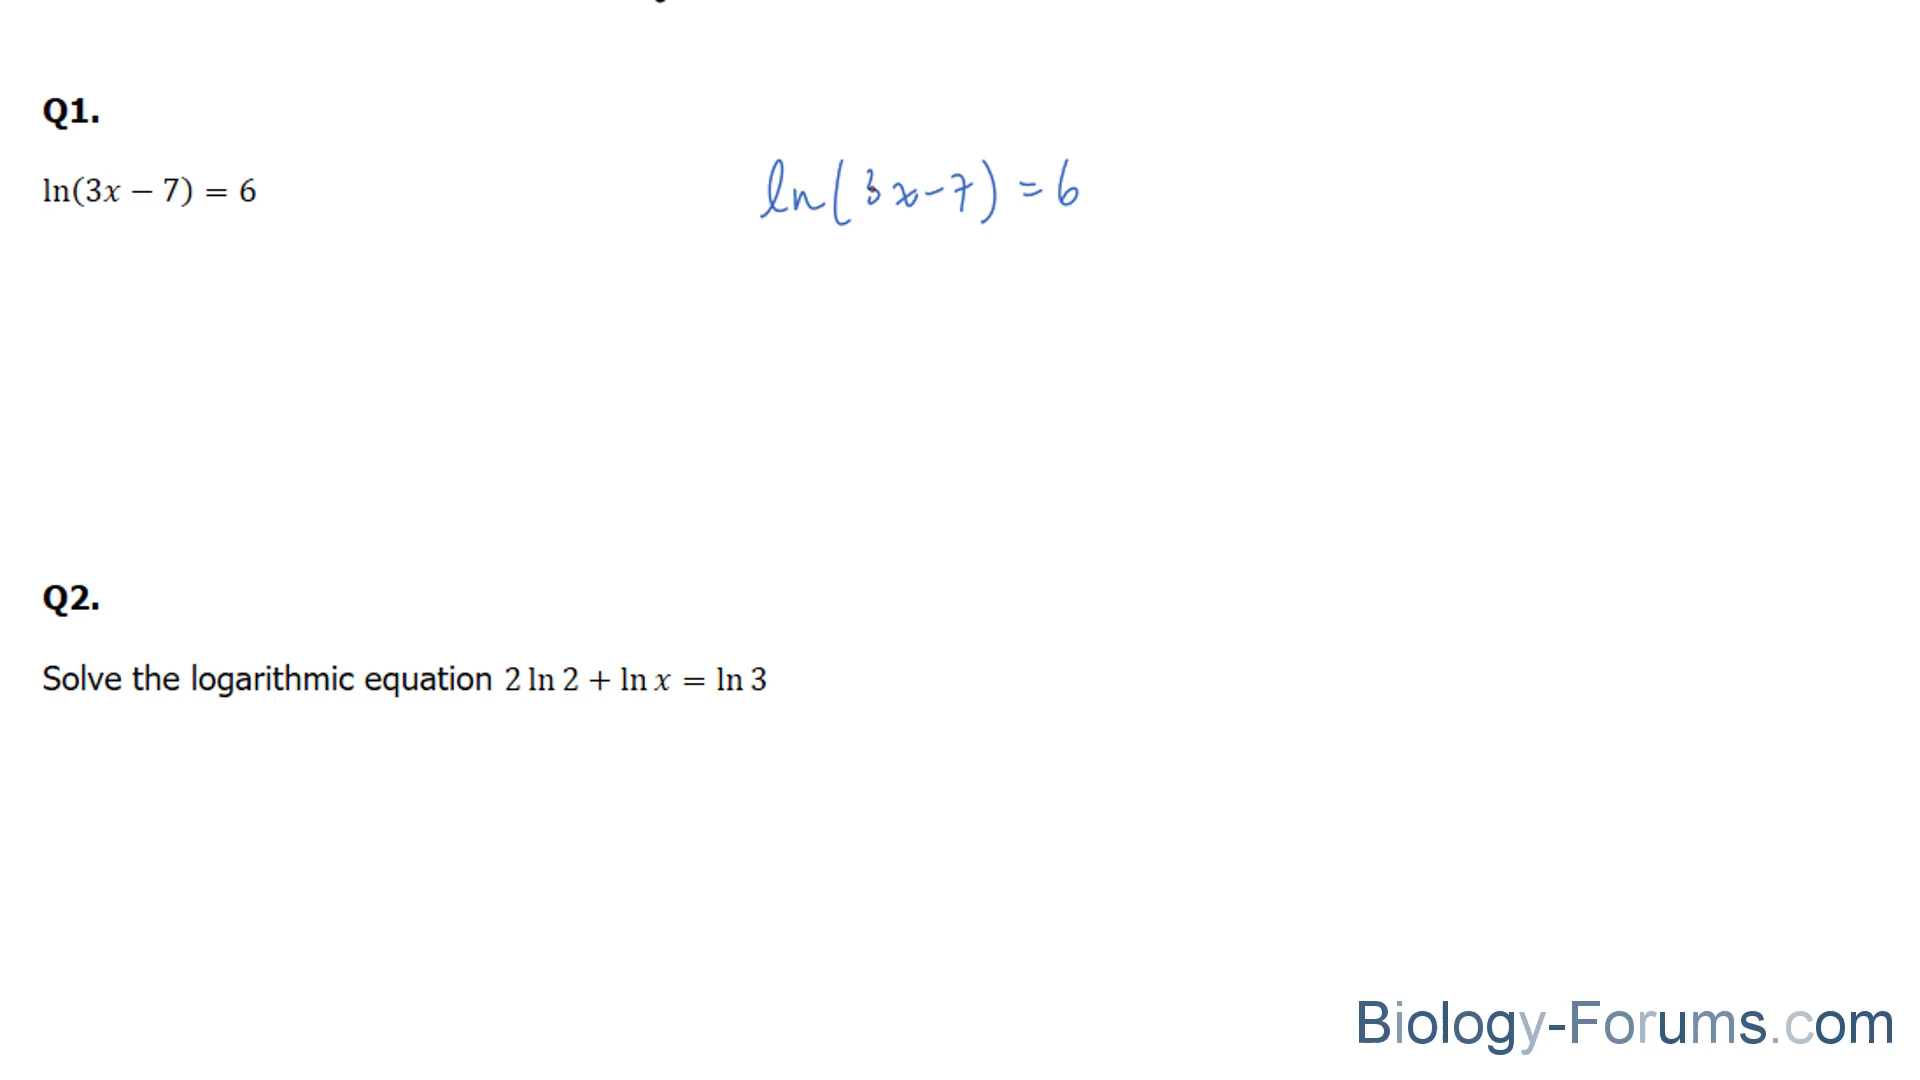 Q1.
ln(3x − 7) = 6
ln(3x-7) = 6
Q2.
Solve the logarithmic equation 2 ln 2 + ln x = ln 3
Biology-Forums.com